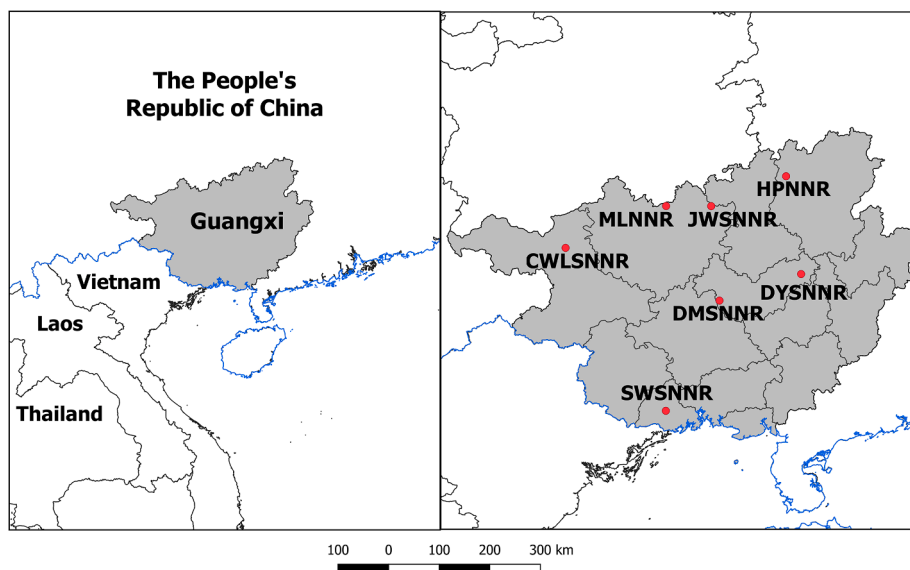 The People's
Republic of China
Guangxi
Vietnam
Laos
Thailand
HPNNR
MLNNR
JWSNNR
CWLSNNR
DYSNNR
DMSNNR
SWSNNR
100 0 100 200 300 km